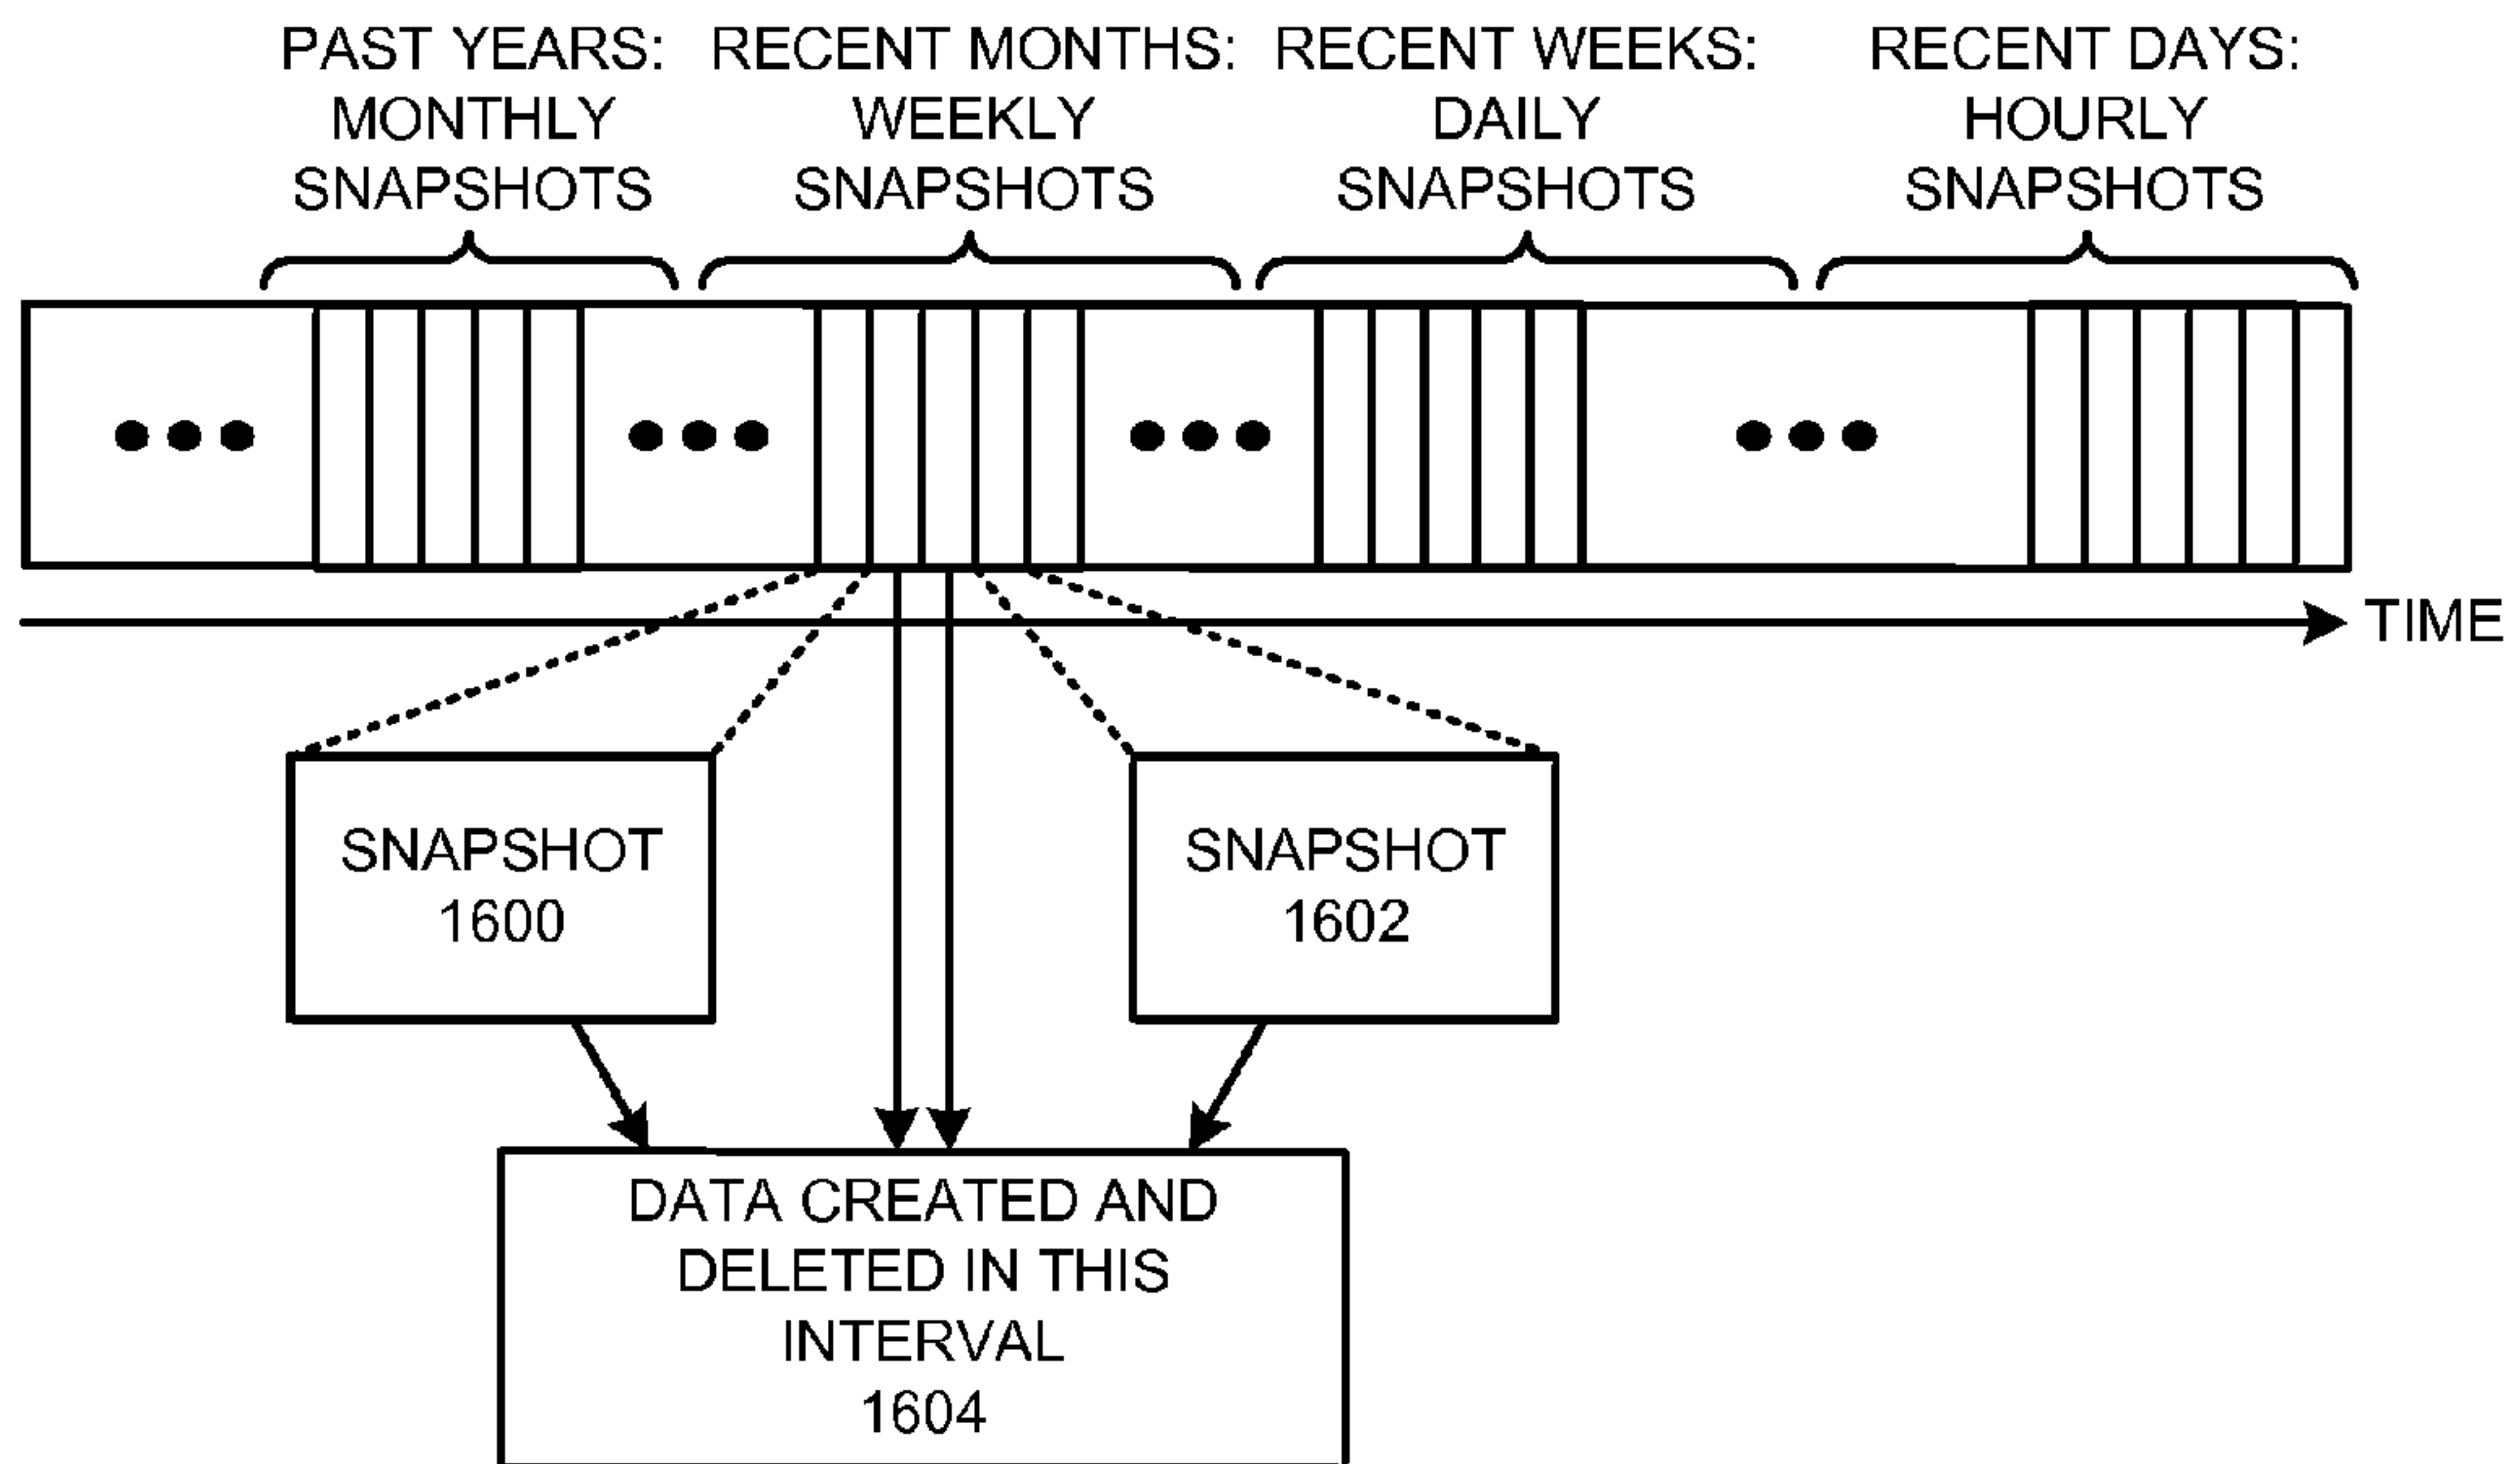 PAST YEARS:
MONTHLY
SNAPSHOTS
RECENT MONTHS:
WEEKLY
SNAPSHOTS
RECENT WEEKS:
DAILY
SNAPSHOTS
RECENT DAYS:
HOURLY
SNAPSHOTS
TIME
SNAPSHOT
1600
SNAPSHOT
1602
DATA CREATED AND
DELETED IN THIS
INTERVAL
1604